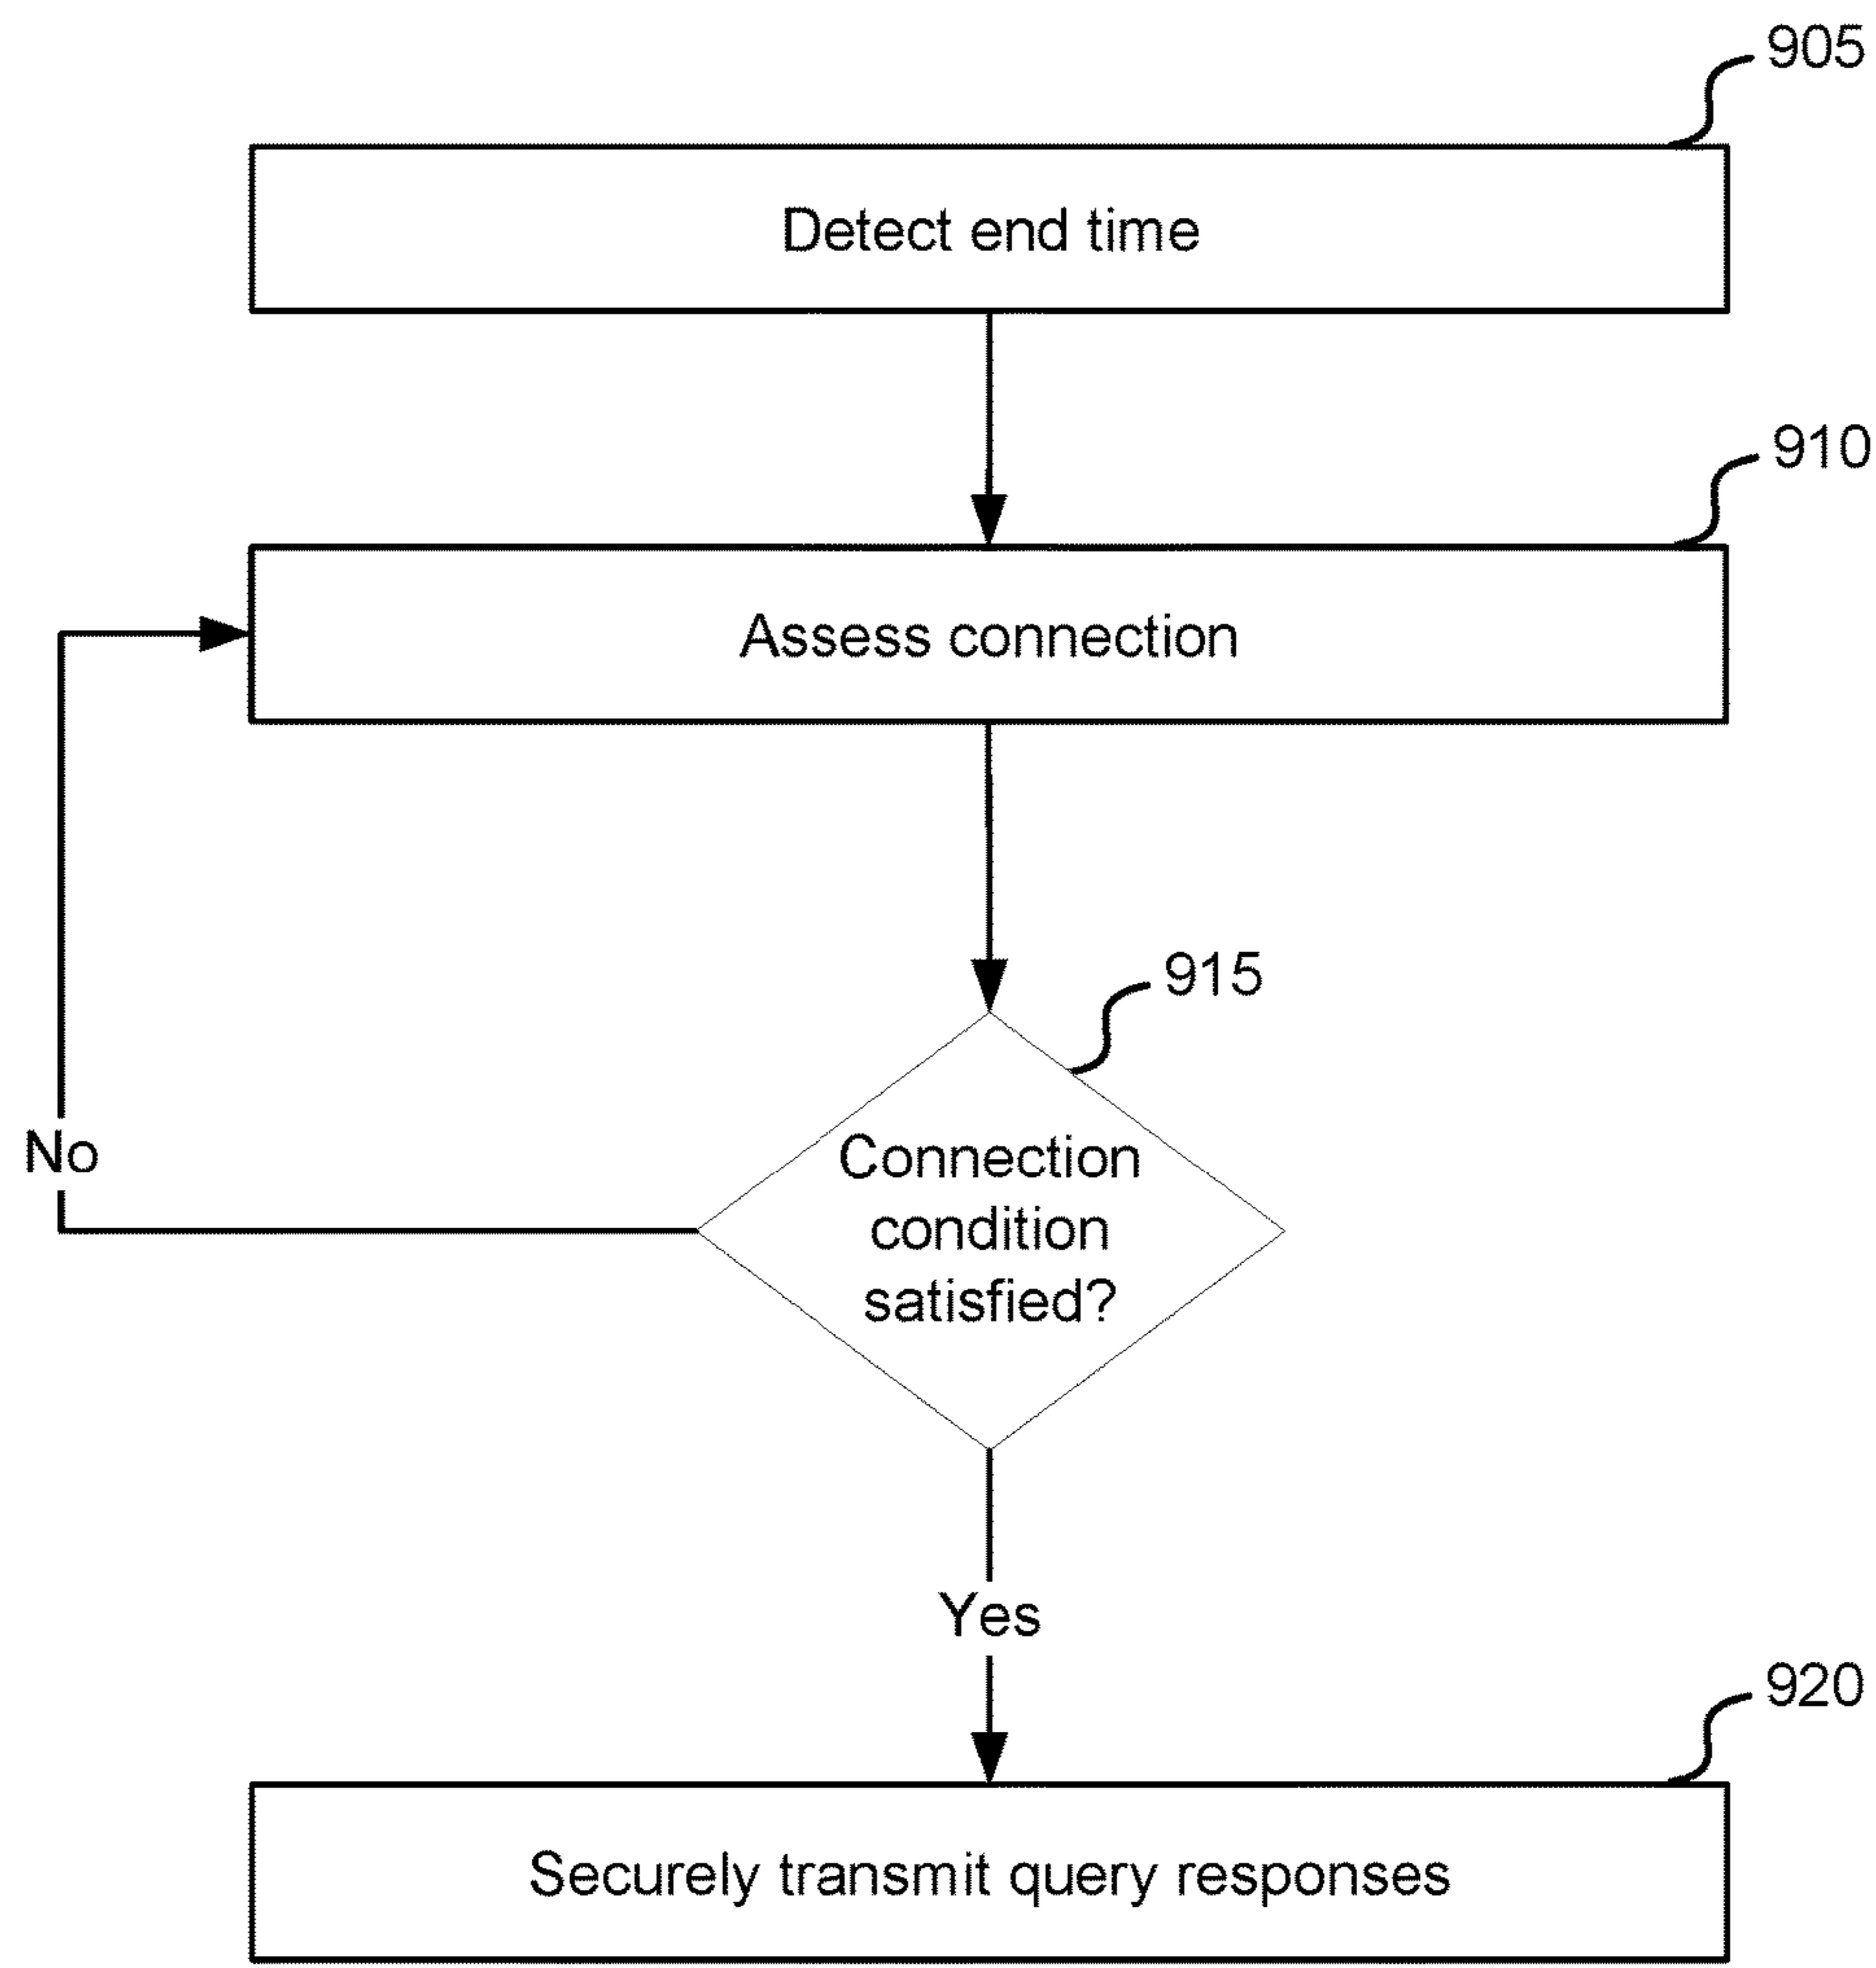 905
Detect end time
910
Assess connection
915
Connection
condition
satisfied?
No
Yes
920
Securely transmit query responses